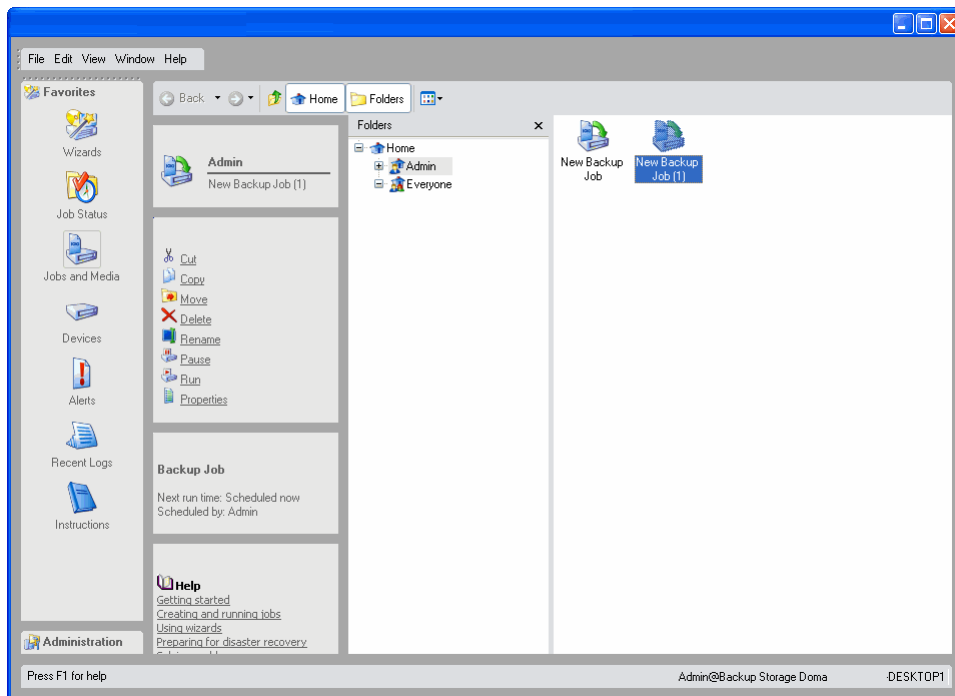 File Edit View Window Help
Favorites
Wizards
Job Status
Jobs and Media
Devices
Alerts
Recent Logs
Instructions
Administration
Back
Home
Folders
Admin
New Backup Job (1)
Cut
Copy
Move
Delete
Rename
Pause
Run
Properties
Backup Job
Next run time: Scheduled now
Scheduled by: Admin
Help
Getting started
Creating and running jobs
Using wizards
Preparing for disaster recovery
Folders x
Home
Admin
Everyone
New Backup
Job
New Backup
Job (1)
Press F1 for help
Admin@Backup Storage Doma
-DESKTOP1